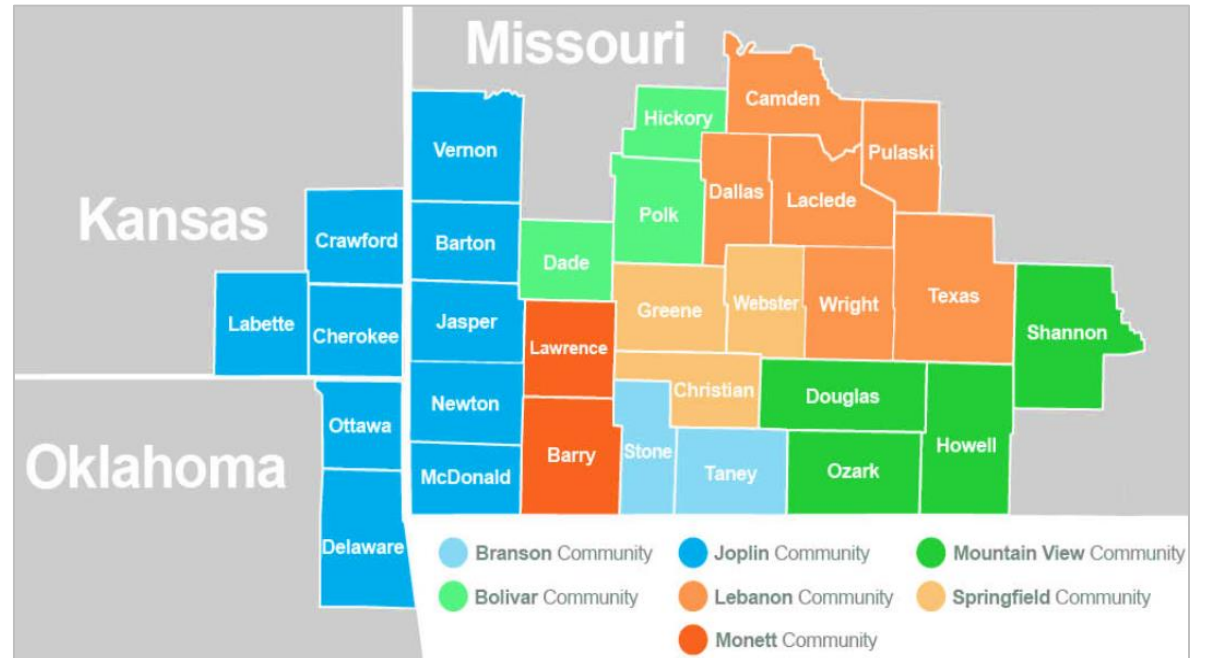 Missouri
Kansas
Oklahoma
Camden
Hickory
Pulaski
Vernon
Dallas
Laclede
Polk
Crawford
Barton
Dade
Texas
Labette
Cherokee
Jasper
Greene
Webster
Wright
Shannon
Lawrence
Christian
Douglas
Newton
Ottawa
Howell
Barry
Stone
Taney
Ozark
McDonald
Delaware
Branson Community
Joplin Community
Mountain View Community
Bolivar Community
Lebanon Community
Springfield Community
Monett Community